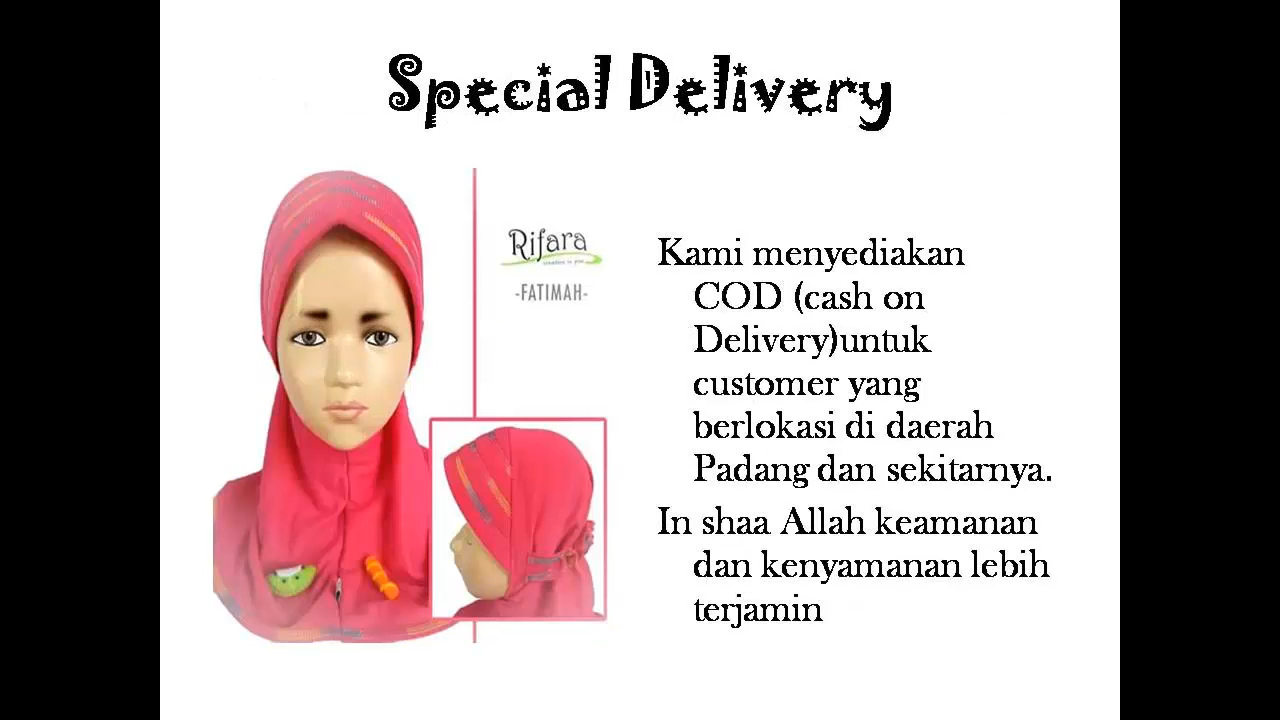 Special Delivery
Rifara
-FATIMAH-
Kami menyediakan
COD (cash on
Delivery)untuk
customer yang
berlokasi di daerah
Padang dan sekitarnya.
In shaa Allah keamanan
dan kenyamanan lebih
terjamin